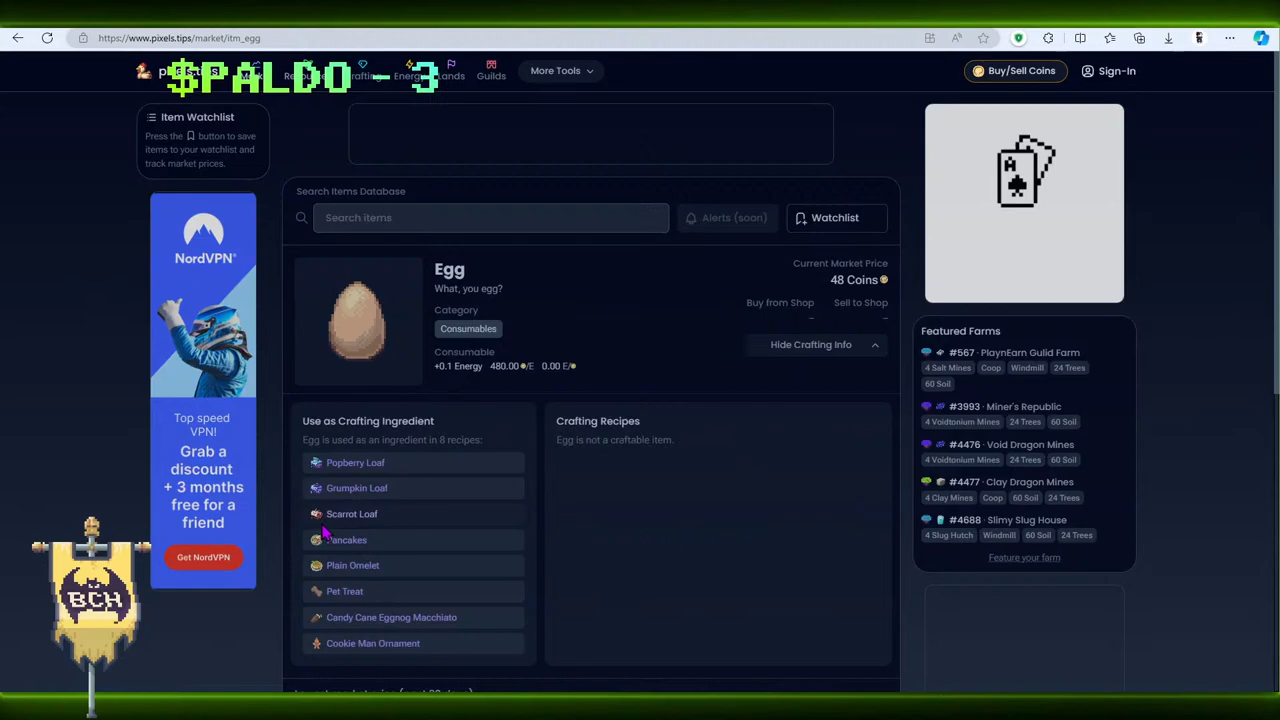 https://www.pixels.tips/market/itm_egg
$PALDO - 3
Lands
Guilds
More Tools
Buy/Sell Coins
Sign-In
Item Watchlist
Press the button to save
items to your watchlist and
track market prices.
NordVPN®
Top speed
VPN!
Grab a
discount
+ 3 months
free for a
friend
Get NordVPN
BCH
Search Items Database
Search items
Alerts (soon)
Watchlist
Egg
What, you egg?
Category
Consumables
Consumable
+0.1 Energy 480.00 /E 0.00 E/
Current Market Price
48 Coins
Buy from Shop Sell to Shop
– –
Hide Crafting Info
Use as Crafting Ingredient
Egg is used as an ingredient in 8 recipes:
Popberry Loaf
Grumpkin Loaf
Scarrot Loaf
Pancakes
Plain Omelet
Pet Treat
Candy Cane Eggnog Macchiato
Cookie Man Ornament
Crafting Recipes
Egg is not a craftable item.
A
Featured Farms
#567 · PlaynEarn Guild Farm
4 Salt Mines Coop Windmill 24 Trees
60 Soil
#3993 · Miner's Republic
4 Voidtonium Mines 24 Trees 60 Soil
#4476 · Void Dragon Mines
4 Voidtonium Mines 24 Trees 60 Soil
#4477 · Clay Dragon Mines
4 Clay Mines Coop 60 Soil 24 Trees
#4688 · Slimy Slug House
4 Slug Hutch Windmill 60 Soil 24 Trees
Feature your farm